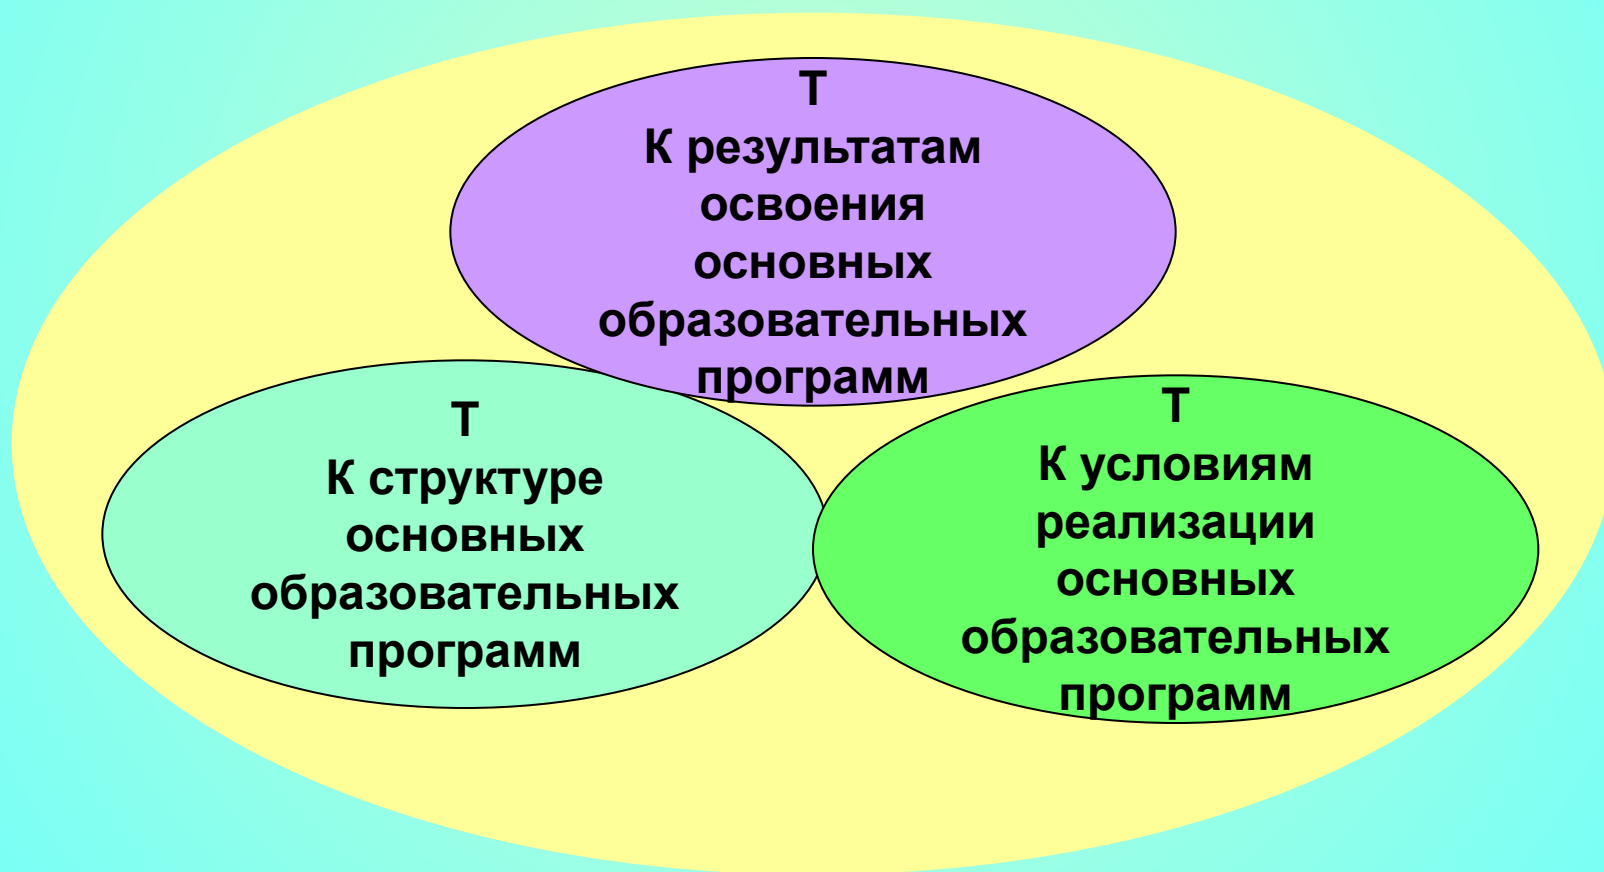 Т
К результатам
освоения
основных
образовательных
программ
Т
К структуре
основных
образовательных
программ
Т
К условиям
реализации
основных
образовательных
программ